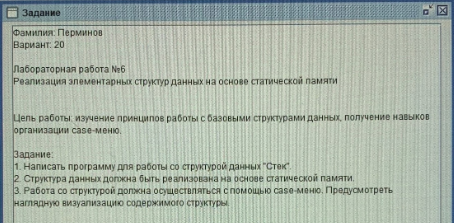 Задание
Фамилия: Перминов
Вариант: 20
Лабораторная работа №6
Реализация элементарных структур данных на основе статической памяти
Цель работы: изучение принципов работы с базовыми структурами данных, получение навыков
организации case-меню.
Задание:
1. Написать программу для работы со структурой данных "Стек".
2. Структура данных должна быть реализована на основе статической памяти.
3. Работа со структурой должна осуществляться с помощью case-меню. Предусмотреть
наглядную визуализацию содержимого структуры.